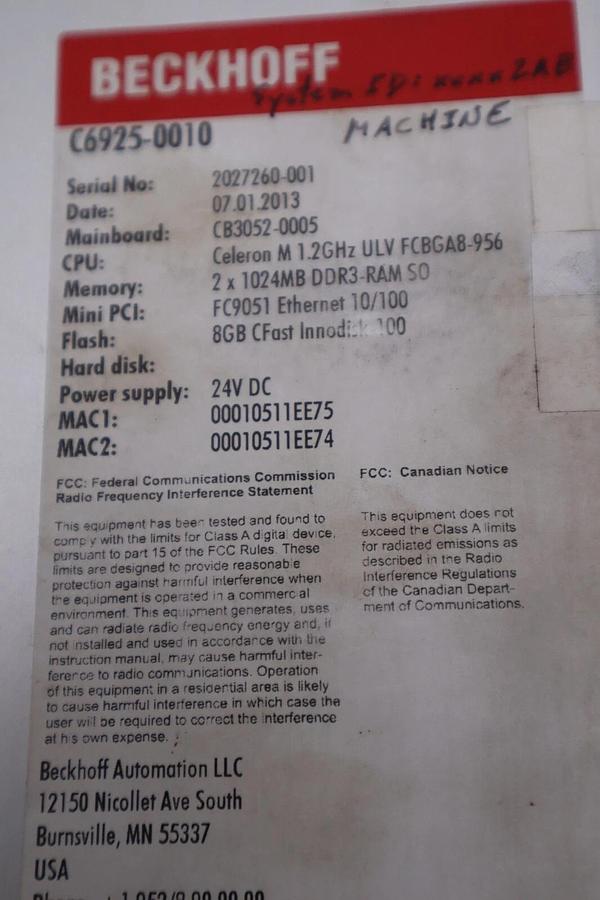 BECKHOFF
System ID: xxxx2AB
C6925-0010
MACHINE
Serial No: 2027260-001
Date: 07.01.2013
Mainboard: CB3052-0005
CPU: Celeron M 1.2GHz ULV FCBGA8-956
Memory: 2 x 1024MB DDR3-RAM SO
Mini PCI: FC9051 Ethernet 10/100
Flash: 8GB CFast 100
Hard disk:
Power supply: 24V DC
MAC1: 00010511EE75
MAC2: 00010511EE74
FCC: Federal Communications Commission
Radio Frequency Interference Statement
This equipment has been tested and found to
comply with the limits for Class A digital device,
pursuant to part 15 of the FCC Rules. These
limits are designed to provide reasonable
protection against harmful interference when
the equipment is operated in a commercial
environment. This equipment generates, uses
and can radiate radio frequency energy and, if
not installed and used in accordance with the
instruction manual, may cause harmful inter-
ference to radio communications. Operation
of this equipment in a residential area is likely
to cause harmful interference in which case the
user will be required to correct the interference
at his own expense.
FCC: Canadian Notice
This equipment does not
exceed the Class A limits
for radiated emissions as
described in the Radio
Interference Regulations
of the Canadian Depart-
ment of Communications.
Beckhoff Automation LLC
12150 Nicollet Ave South
Burnsville, MN 55337
USA